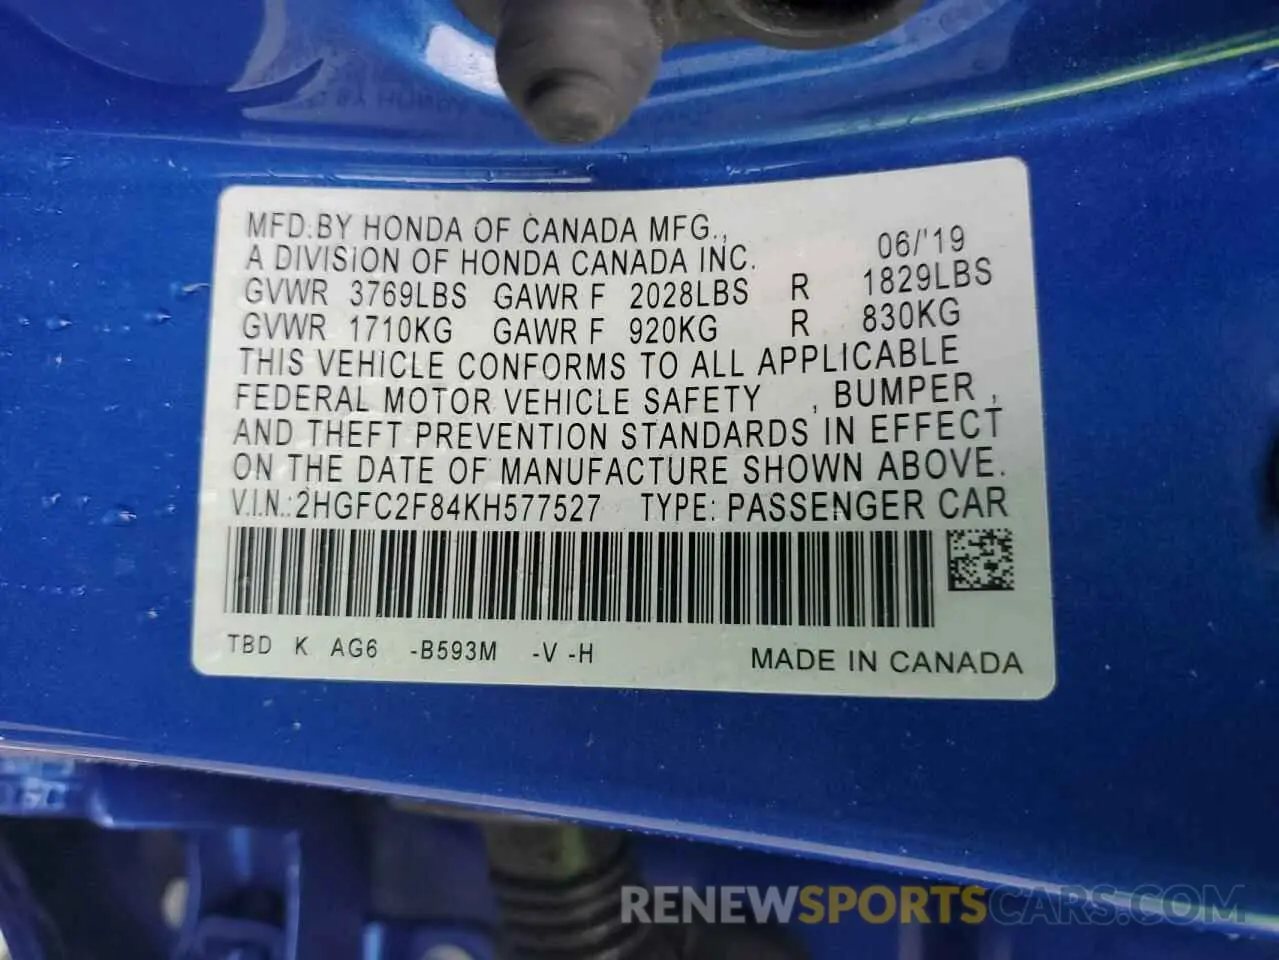 MFD. BY HONDA OF CANADA MFG.,
A DIVISION OF HONDA CANADA INC. 06/'19
GVWR 3769LBS GAWR F 2028LBS R 1829LBS
GVWR 1710KG GAWR F 920KG R 830KG
THIS VEHICLE CONFORMS TO ALL APPLICABLE
FEDERAL MOTOR VEHICLE SAFETY , BUMPER ,
AND THEFT PREVENTION STANDARDS IN EFFECT
ON THE DATE OF MANUFACTURE SHOWN ABOVE.
V.I.N.: 2HGFC2F84KH577527 TYPE: PASSENGER CAR
TBD K AG6 -B593M -V -H
MADE IN CANADA
RENEWSPORTSCARS.COM